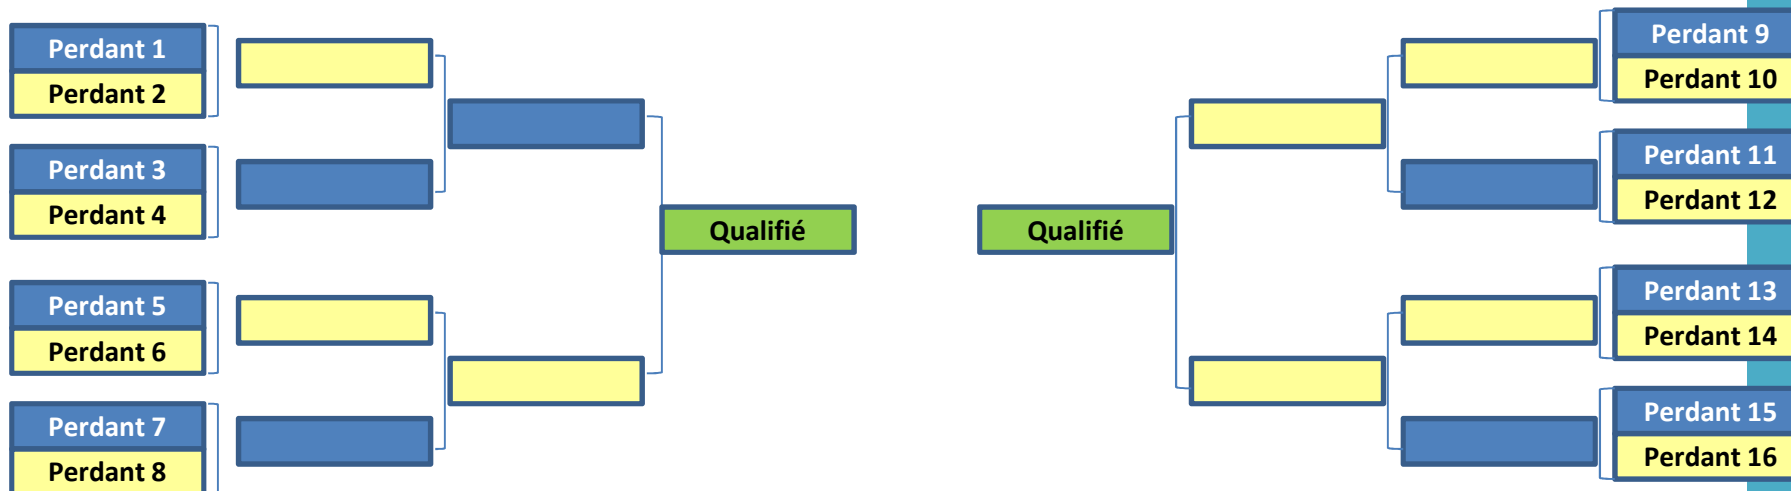 Perdant 1
Perdant 2
Perdant 3
Perdant 4
Perdant 5
Perdant 6
Perdant 7
Perdant 8
Qualifié
Qualifié
Perdant 9
Perdant 10
Perdant 11
Perdant 12
Perdant 13
Perdant 14
Perdant 15
Perdant 16